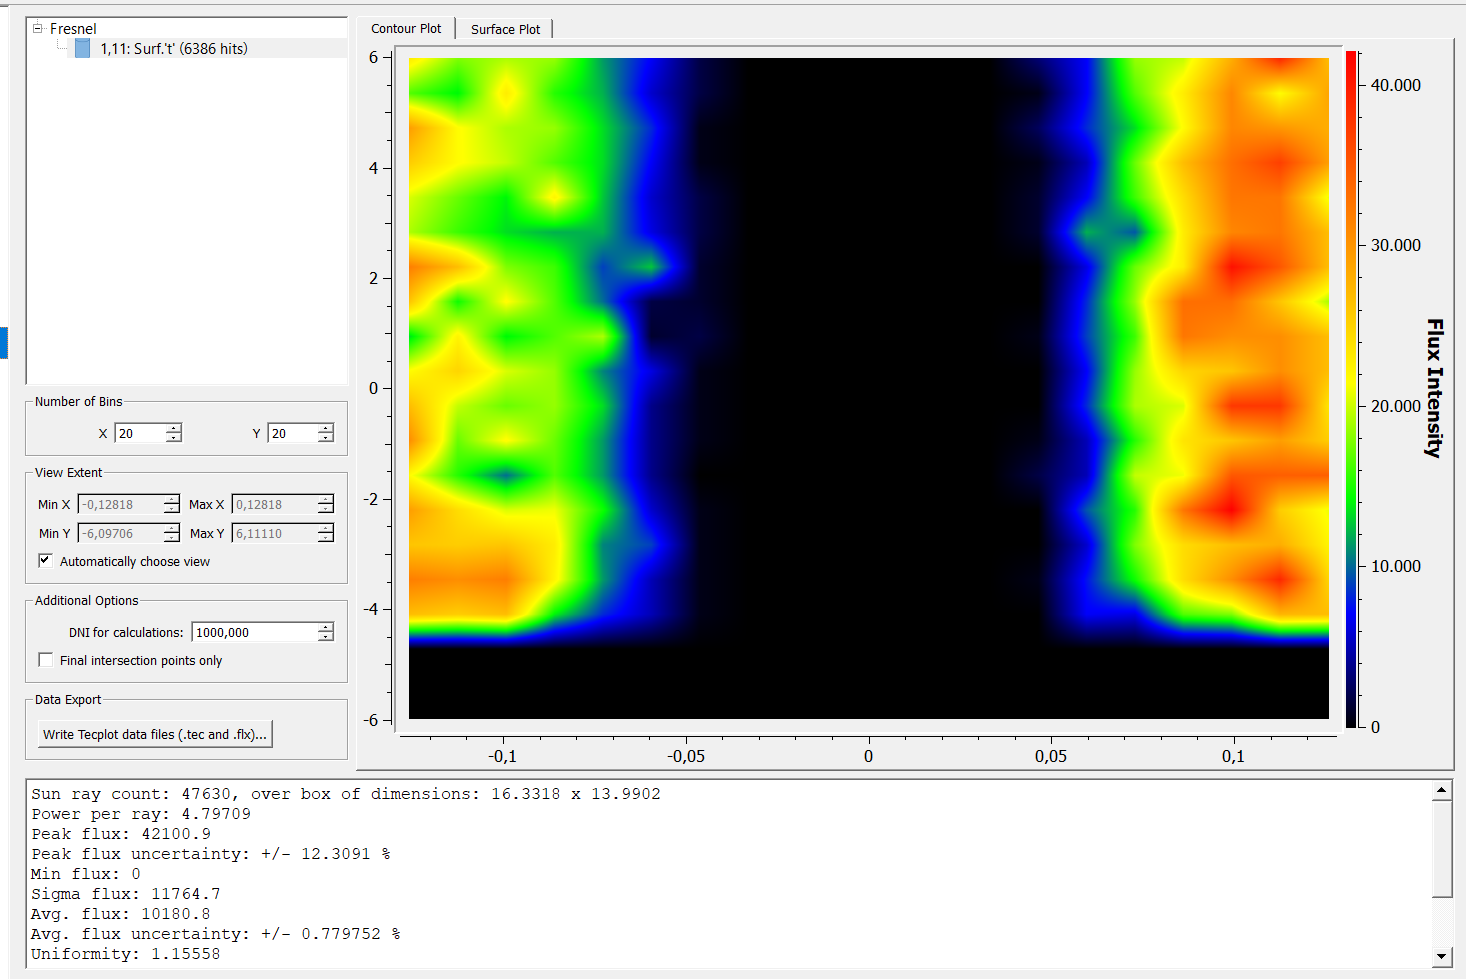 Fresnel
1,11: Surf.'t' (6386 hits)
Number of Bins
X 20 Y 20
View Extent
Min X -0,12818 Max X 0,12818
Min Y -6,09706 Max Y 6,11110
Automatically choose view
Additional Options
DNI for calculations: 1000,000
Final intersection points only
Data Export
Write Tecplot data files (.tec and .flx)...
Contour Plot Surface Plot
6
4
2
0
-2
-4
-6
-0,1 -0,05 0 0,05 0,1
40.000
30.000
20.000
10.000
0
Flux Intensity
Sun ray count: 47630, over box of dimensions: 16.3318 x 13.9902
Power per ray: 4.79709
Peak flux: 42100.9
Peak flux uncertainty: +/- 12.3091 %
Min flux: 0
Sigma flux: 11764.7
Avg. flux: 10180.8
Avg. flux uncertainty: +/- 0.779752 %
Uniformity: 1.15558